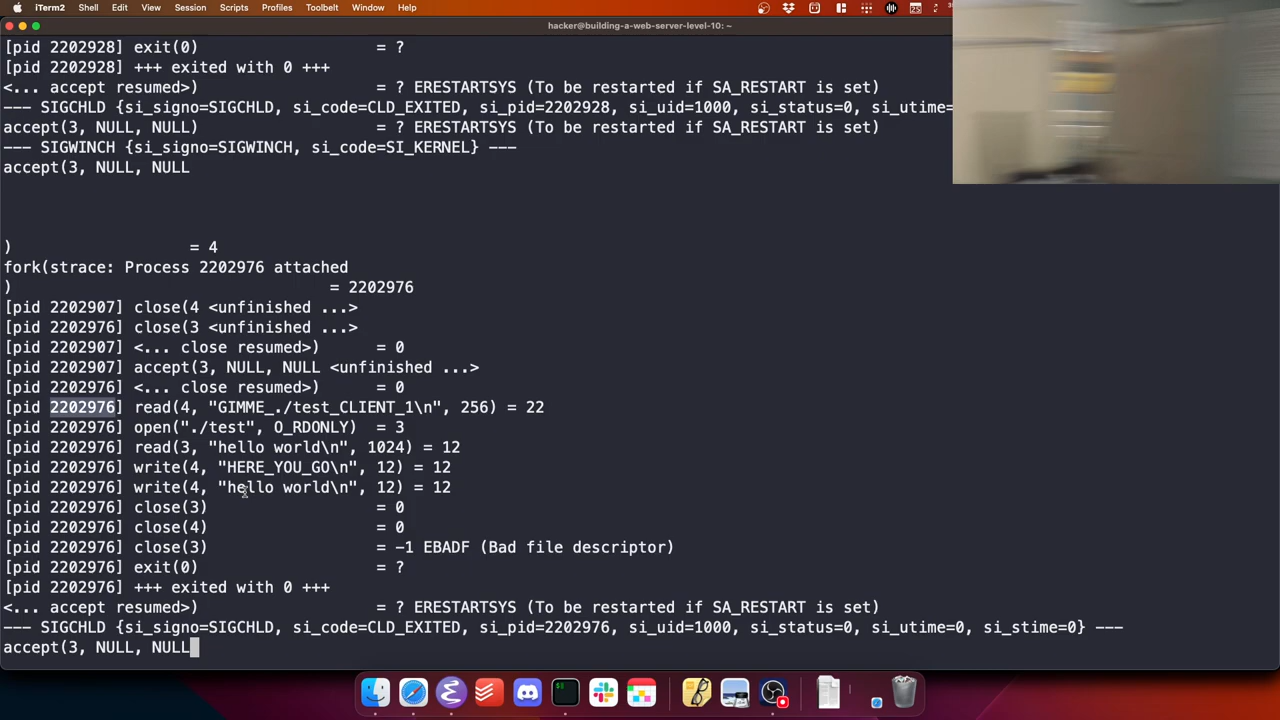 iTerm2 Shell Edit View Session Scripts Profiles Toolbelt Window Help
hacker@building-a-web-server-level-10: ~
[pid 2202928] exit(0) = ?
[pid 2202928] +++ exited with 0 +++
<... accept resumed>) = ? ERESTARTSYS (To be restarted if SA_RESTART is set)
--- SIGCHLD {si_signo=SIGCHLD, si_code=CLD_EXITED, si_pid=2202928, si_uid=1000, si_status=0, si_utime=
accept(3, NULL, NULL) = ? ERESTARTSYS (To be restarted if SA_RESTART is set)
--- SIGWINCH {si_signo=SIGWINCH, si_code=SI_KERNEL} ---
accept(3, NULL, NULL
) = 4
fork(strace: Process 2202976 attached
) = 2202976
[pid 2202907] close(4 <unfinished ...>
[pid 2202976] close(3 <unfinished ...>
[pid 2202907] <... close resumed>) = 0
[pid 2202907] accept(3, NULL, NULL <unfinished ...>
[pid 2202976] <... close resumed>) = 0
[pid 2202976] read(4, "GIMME_./test_CLIENT_1\n", 256) = 22
[pid 2202976] open("./test", O_RDONLY) = 3
[pid 2202976] read(3, "hello world\n", 1024) = 12
[pid 2202976] write(4, "HERE_YOU_GO\n", 12) = 12
[pid 2202976] write(4, "hello world\n", 12) = 12
[pid 2202976] close(3) = 0
[pid 2202976] close(4) = 0
[pid 2202976] close(3) = -1 EBADF (Bad file descriptor)
[pid 2202976] exit(0) = ?
[pid 2202976] +++ exited with 0 +++
<... accept resumed>) = ? ERESTARTSYS (To be restarted if SA_RESTART is set)
--- SIGCHLD {si_signo=SIGCHLD, si_code=CLD_EXITED, si_pid=2202976, si_uid=1000, si_status=0, si_utime=0, si_stime=0} ---
accept(3, NULL, NULL